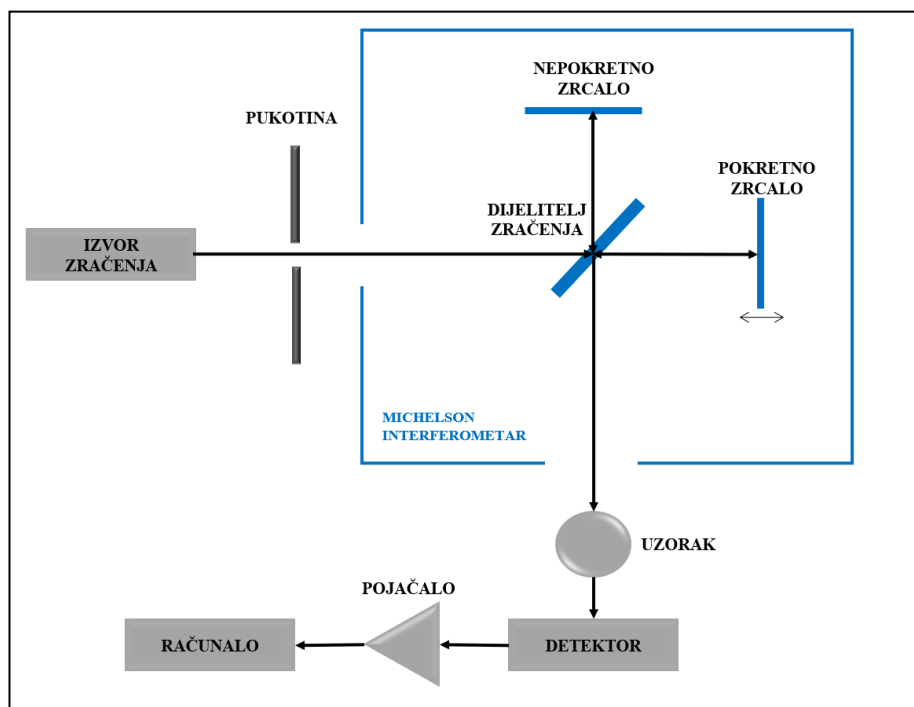 NEPOKRETNO
ZRCALO
PUKOTINA
POKRETNO
ZRCALO
DIJELITELJ
ZRAČENJA
IZVOR
ZRAČENJA
MICHELSON
INTERFEROMETAR
UZORAK
POJAČALO
RAČUNALO
DETEKTOR